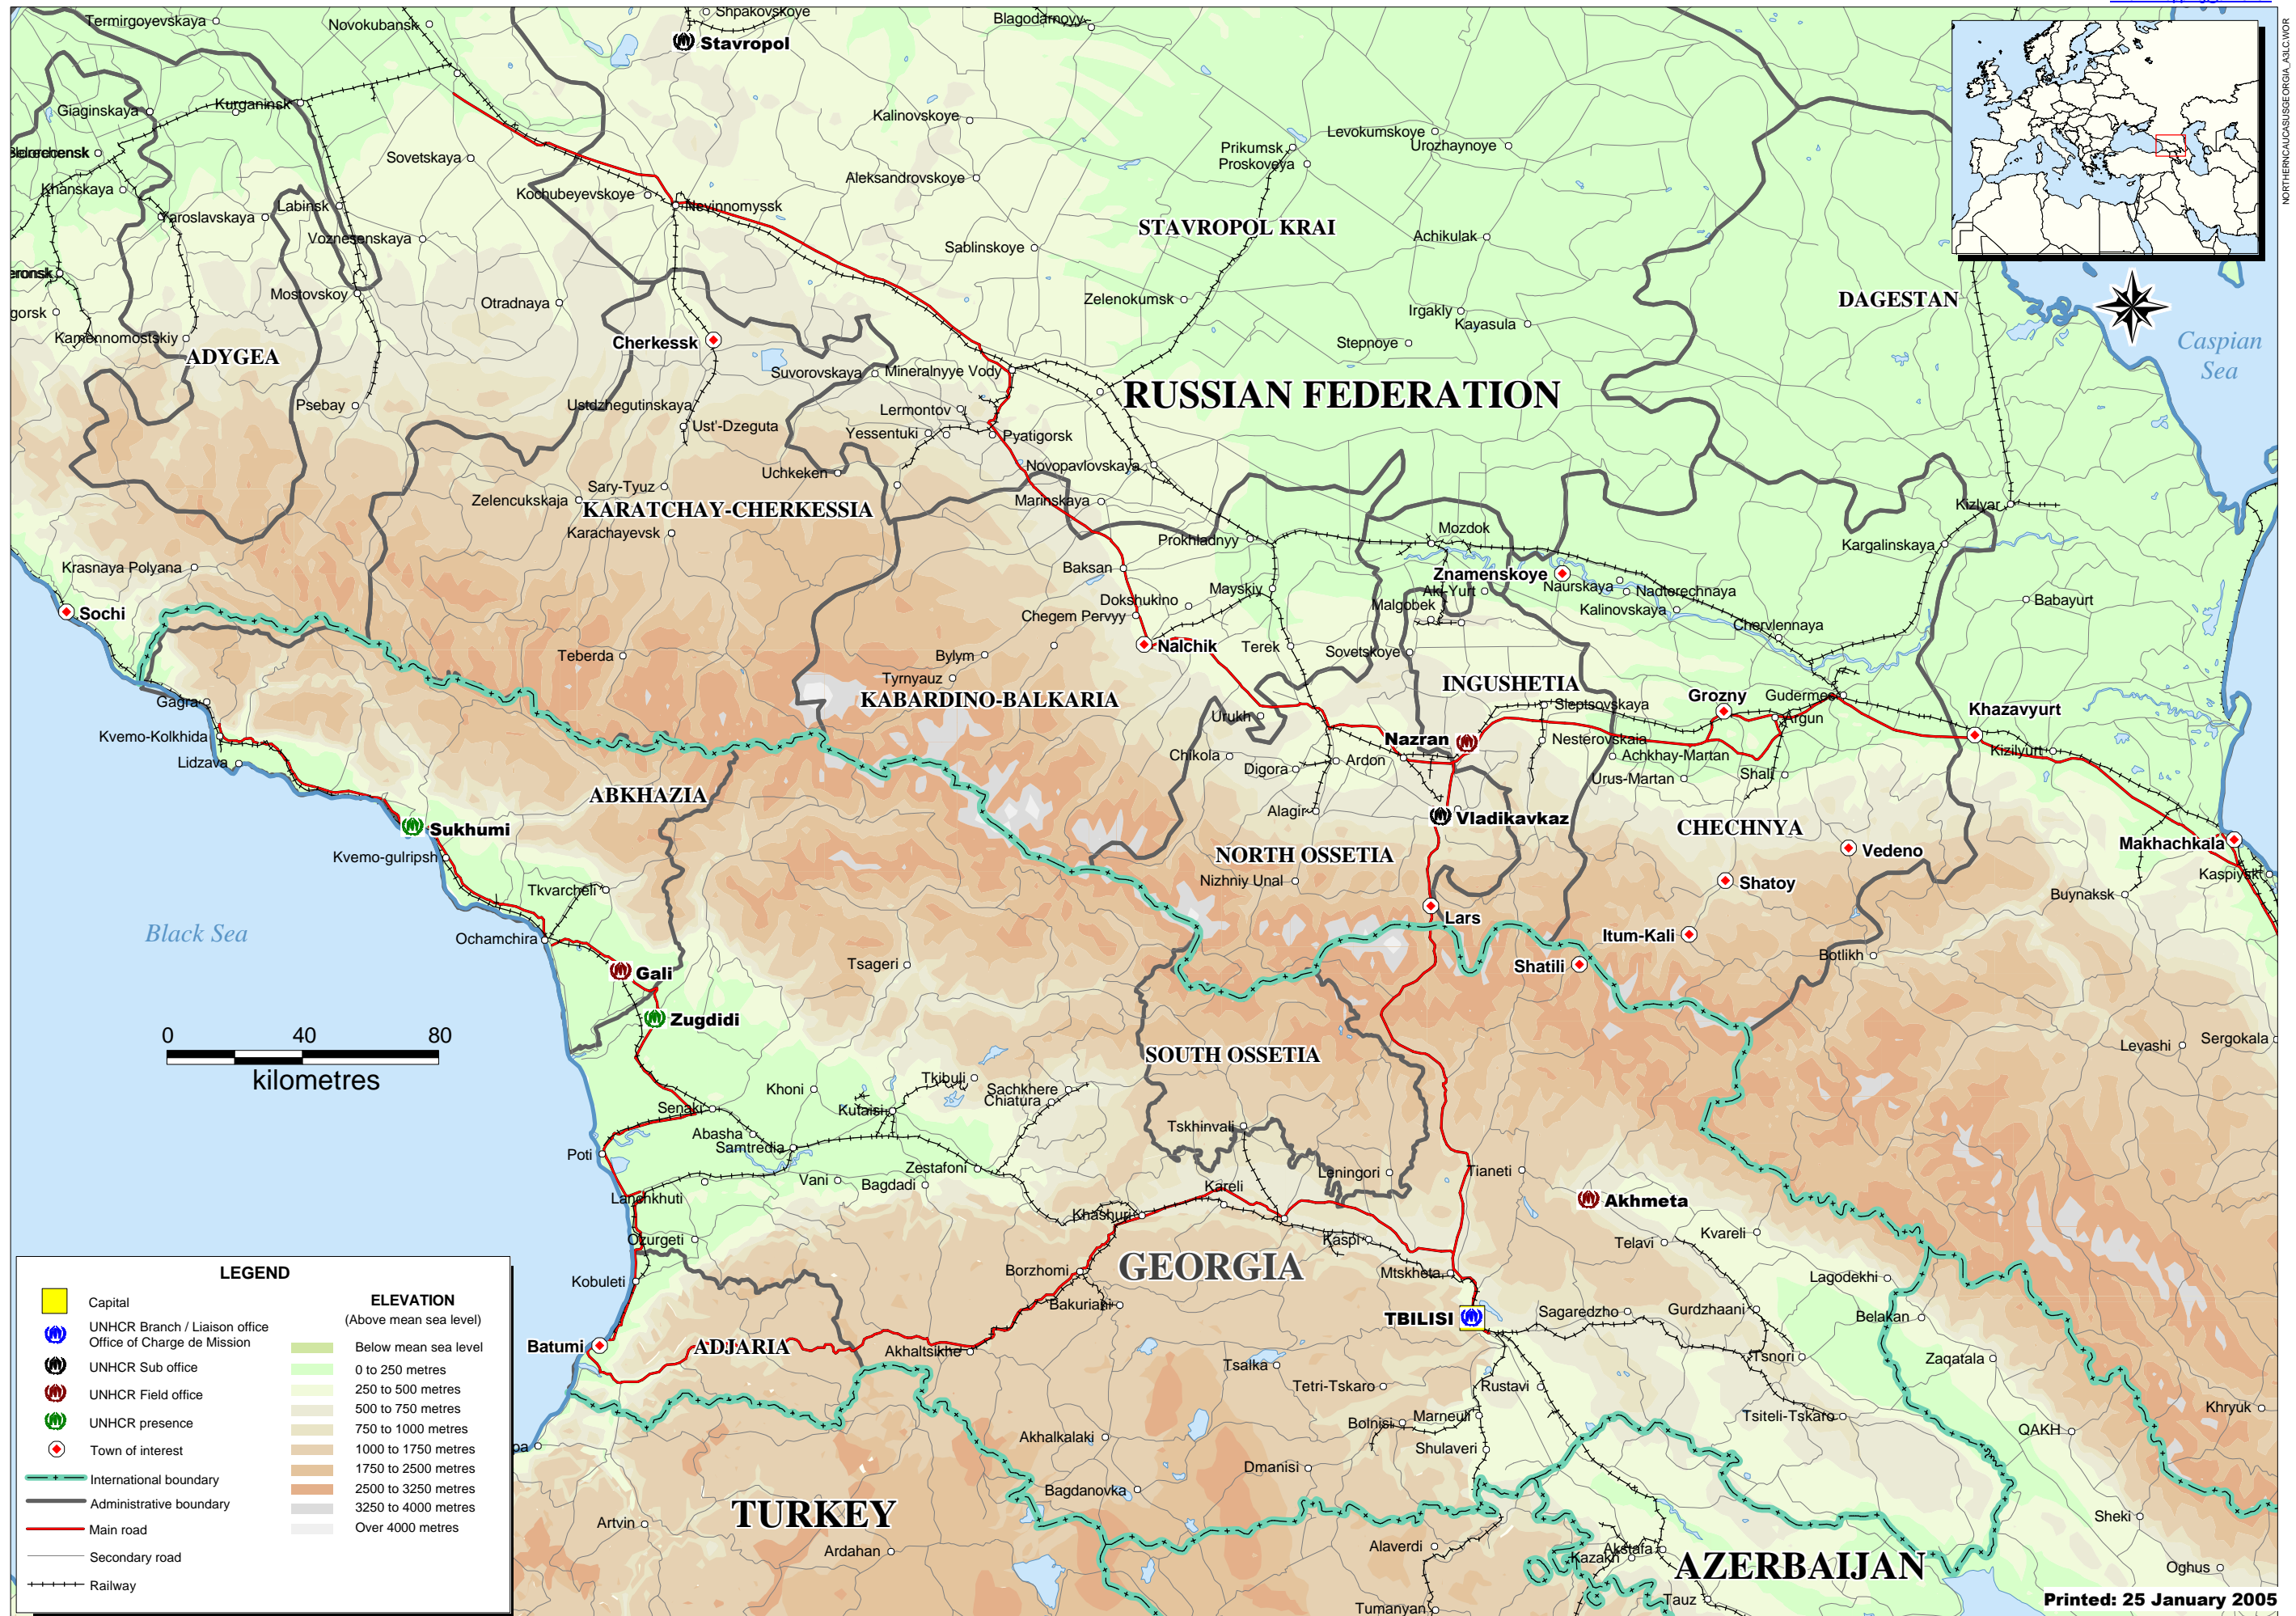 Termirgoyevskaya
Novokubansk
Shpakovskoye
Blagodarnoyy
Stavropol
NORTHERNCAUCASUSGEORGIA_A3LC.WOR
Giaginskaya
Kurganinsk
Kalinovskoye
Levokumskoye
Urozhaynoye
Prikumsk
Proskoveya
Sovetskaya
Khanskaya
Kochubeyevskoye
Aleksandrovskoye
Yaroslavskaya
Labinsk
Nevinnomyssk
Voznesenskaya
Sablinskoye
STAVROPOL KRAI
Achikulak
Mostovskoy
Otradnaya
Zelenokumsk
Irgakly
Kayasula
DAGESTAN
Caspian
Sea
gorsk
Kamennomostskiy
ADYGEA
Cherkessk
Stepnoye
Suvorovskaya
Mineralnyye Vody
RUSSIAN FEDERATION
Psebay
Ustdzhegutinskaya
Ust'-Dzeguta
Lermontov
Yessentuki
Pyatigorsk
Uchkeken
Novopavlovskaya
Zelencukskaja
Sary-Tyuz
KARATCHAY-CHERKESSIA
Marinskaya
Kizlyar
Karachayevsk
Prokhladnyy
Mozdok
Kargalinskaya
Krasnaya Polyana
Baksan
Znamenskoye
Naurskaya
Nadterechnaya
Aki-Yurt
Malgobek
Kalinovskaya
Babayurt
Mayskiy
Dokshukino
Chegem Pervyy
Sochi
Chervlennaya
Nalchik
Terek
Sovetskoye
Teberda
Bylym
Tyrnyauz
KABARDINO-BALKARIA
INGUSHETIA
Grozny
Gudermes
Gagra
Urukh
Sleptsovskaya
Argun
Khazavyurt
Kvemo-Kolkhida
Nazran
Nesterovskaia
Kizilyurt
Lidzava
Chikola
Digora
Ardon
Achkhay-Martan
Urus-Martan
Shali
ABKHAZIA
Alagir
Vladikavkaz
CHECHNYA
Sukhumi
Makhachkala
Kvemo-gulripsh
NORTH OSSETIA
Vedeno
Kaspiysk
Tkvarcheli
Nizhniy Unal
Shatoy
Buynaksk
Black Sea
Lars
Ochamchira
Itum-Kali
Gali
Tsageri
Shatili
Botlikh
Zugdidi
0 40 80
kilometres
SOUTH OSSETIA
Levashi
Sergokala
Khoni
Tkibuli
Sachkhere
Chiatura
Senaki
Kutaisi
Abasha
Samtredia
Tskhinvali
Poti
Zestafoni
Leningori
Tianeti
Lanchkhuti
Vani
Bagdadi
Kareli
Akhmeta
Khashuri
Ozurgeti
Kaspi
Telavi
Kvareli
GEORGIA
Kobuleti
Borzhomi
Mtskheta
Lagodekhi
Bakuriani
TBILISI
Sagaredzho
Gurdzhaani
Belakan
Batumi
ADJARIA
Akhaltsikhe
Tsalka
Tsnori
Zaqatala
Tetri-Tskaro
Rustavi
Bolnisi
Marneuli
Tsiteli-Tskaro
Khryuk
Akhalkalaki
Shulaveri
QAKH
Dmanisi
Bagdanovka
TURKEY
Artvin
Ardahan
Alaverdi
Akstafa
Kazakh
AZERBAIJAN
Sheki
Oghus
Tumanyan
Tauz
Printed: 25 January 2005
LEGEND
Capital
UNHCR Branch / Liaison office
Office of Charge de Mission
UNHCR Sub office
UNHCR Field office
UNHCR presence
Town of interest
International boundary
Administrative boundary
Main road
Secondary road
Railway
ELEVATION
(Above mean sea level)
Below mean sea level
0 to 250 metres
250 to 500 metres
500 to 750 metres
750 to 1000 metres
1000 to 1750 metres
1750 to 2500 metres
2500 to 3250 metres
3250 to 4000 metres
Over 4000 metres